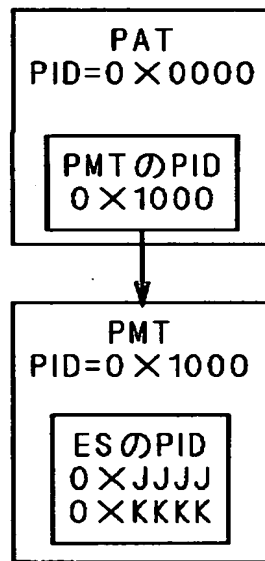 PAT
PID=0×0000
PMTのPID
0×1000
PMT
PID=0×1000
ESのPID
0×JJJJ
0×KKKK